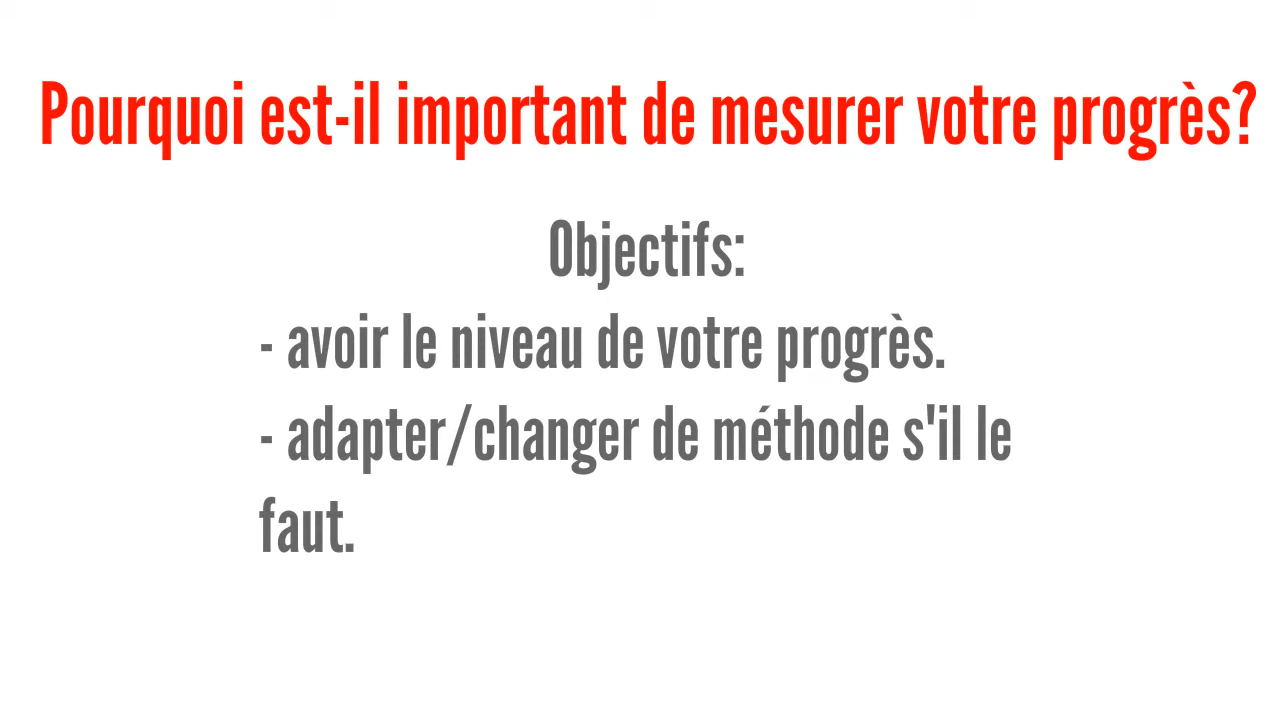 Pourquoi est-il important de mesurer votre progrès?
Objectifs:
- avoir le niveau de votre progrès.
- adapter/changer de méthode s'il le
faut.